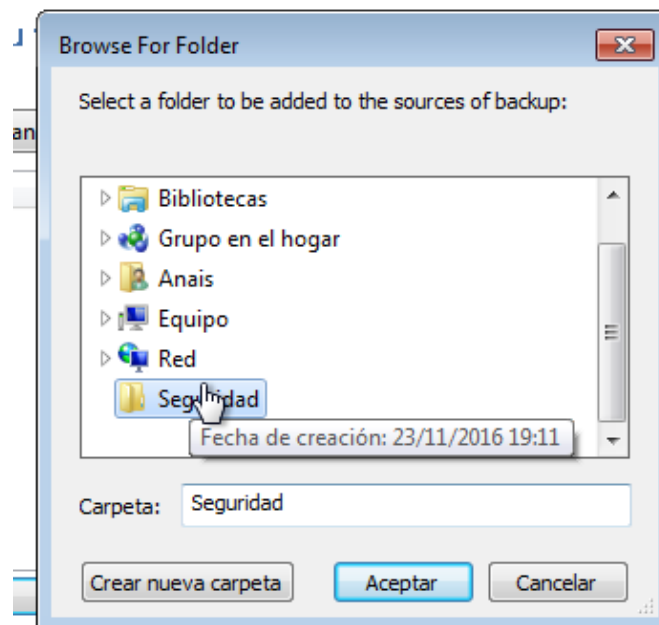 Browse For Folder
Select a folder to be added to the sources of backup:
an
Bibliotecas
Grupo en el hogar
Anais
Equipo
Red
Seguridad
Fecha de creación: 23/11/2016 19:11
Carpeta: Seguridad
Crear nueva carpeta Aceptar Cancelar